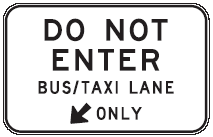 DO NOT
ENTER
BUS/TAXI LANE
ONLY